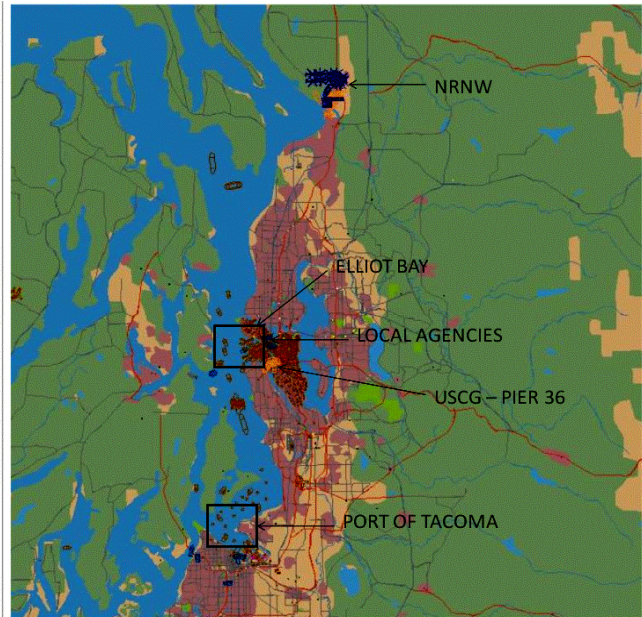 NRNW
ELLIOT BAY
LOCAL AGENCIES
USCG – PIER 36
PORT OF TACOMA